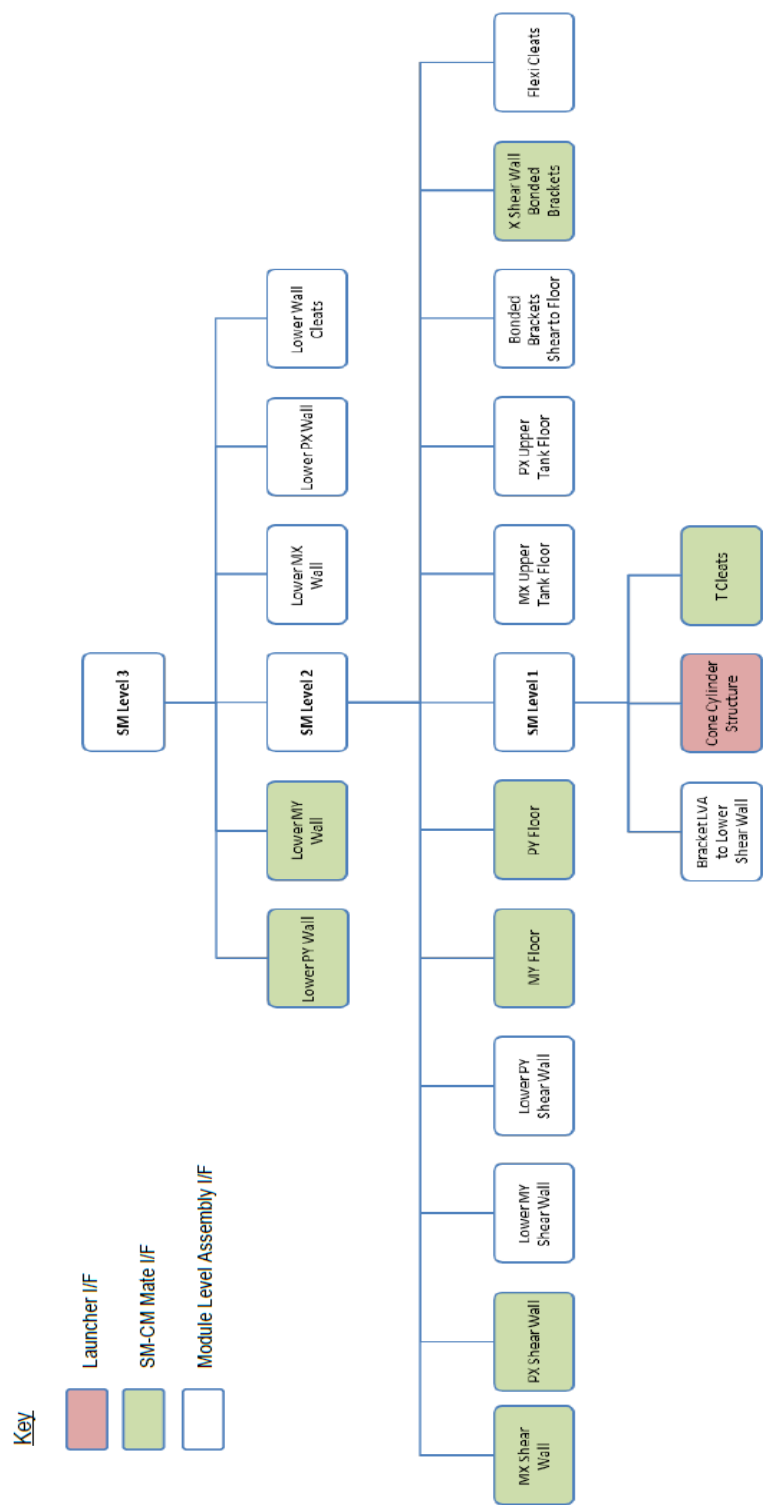 Key
Launcher I/F
SM-CM Mate I/F
Module Level Assembly I/F
SM Level 3
Lower PY Wall
Lower MY
Wall
SM Level 2
Lower MX
Wall
Lower PX Wall
Lower Wall
Cleats
MX Shear
Wall
PX Shear Wall
Lower MY
Shear Wall
Lower PY
Shear Wall
MY Floor
PY Floor
SM Level 1
MX Upper
Tank Floor
PX Upper
Tank Floor
Bonded
Brackets
Shear to Floor
X Shear Wall
Bonded
Brackets
Flexi Cleats
Bracket LVA
to Lower
Shear Wall
Cone Cylinder
Structure
T Cleats